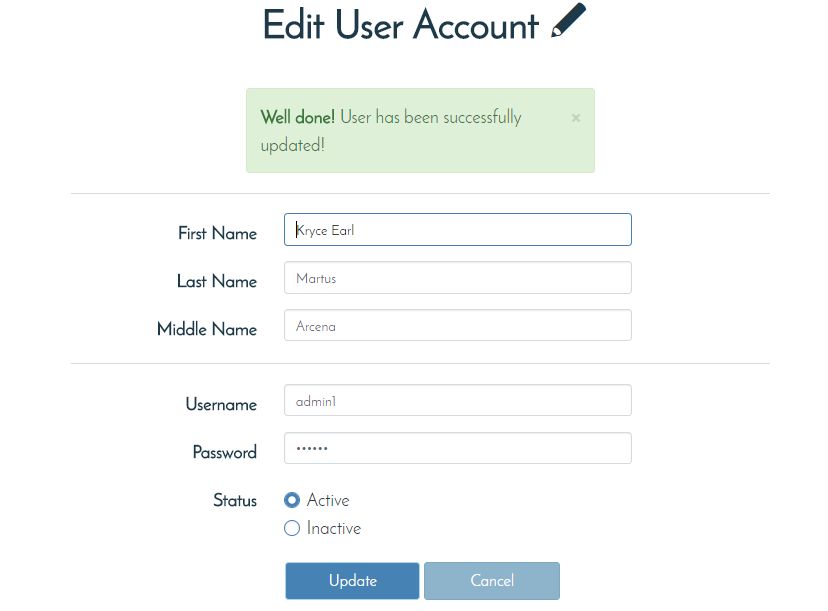 Edit User Account
Well done! User has been successfully
updated!
×
First Name
Kryce Earl
Last Name
Martus
Middle Name
Arcena
Username
admin1
Password
••••••
Status
Active
Inactive
Update
Cancel